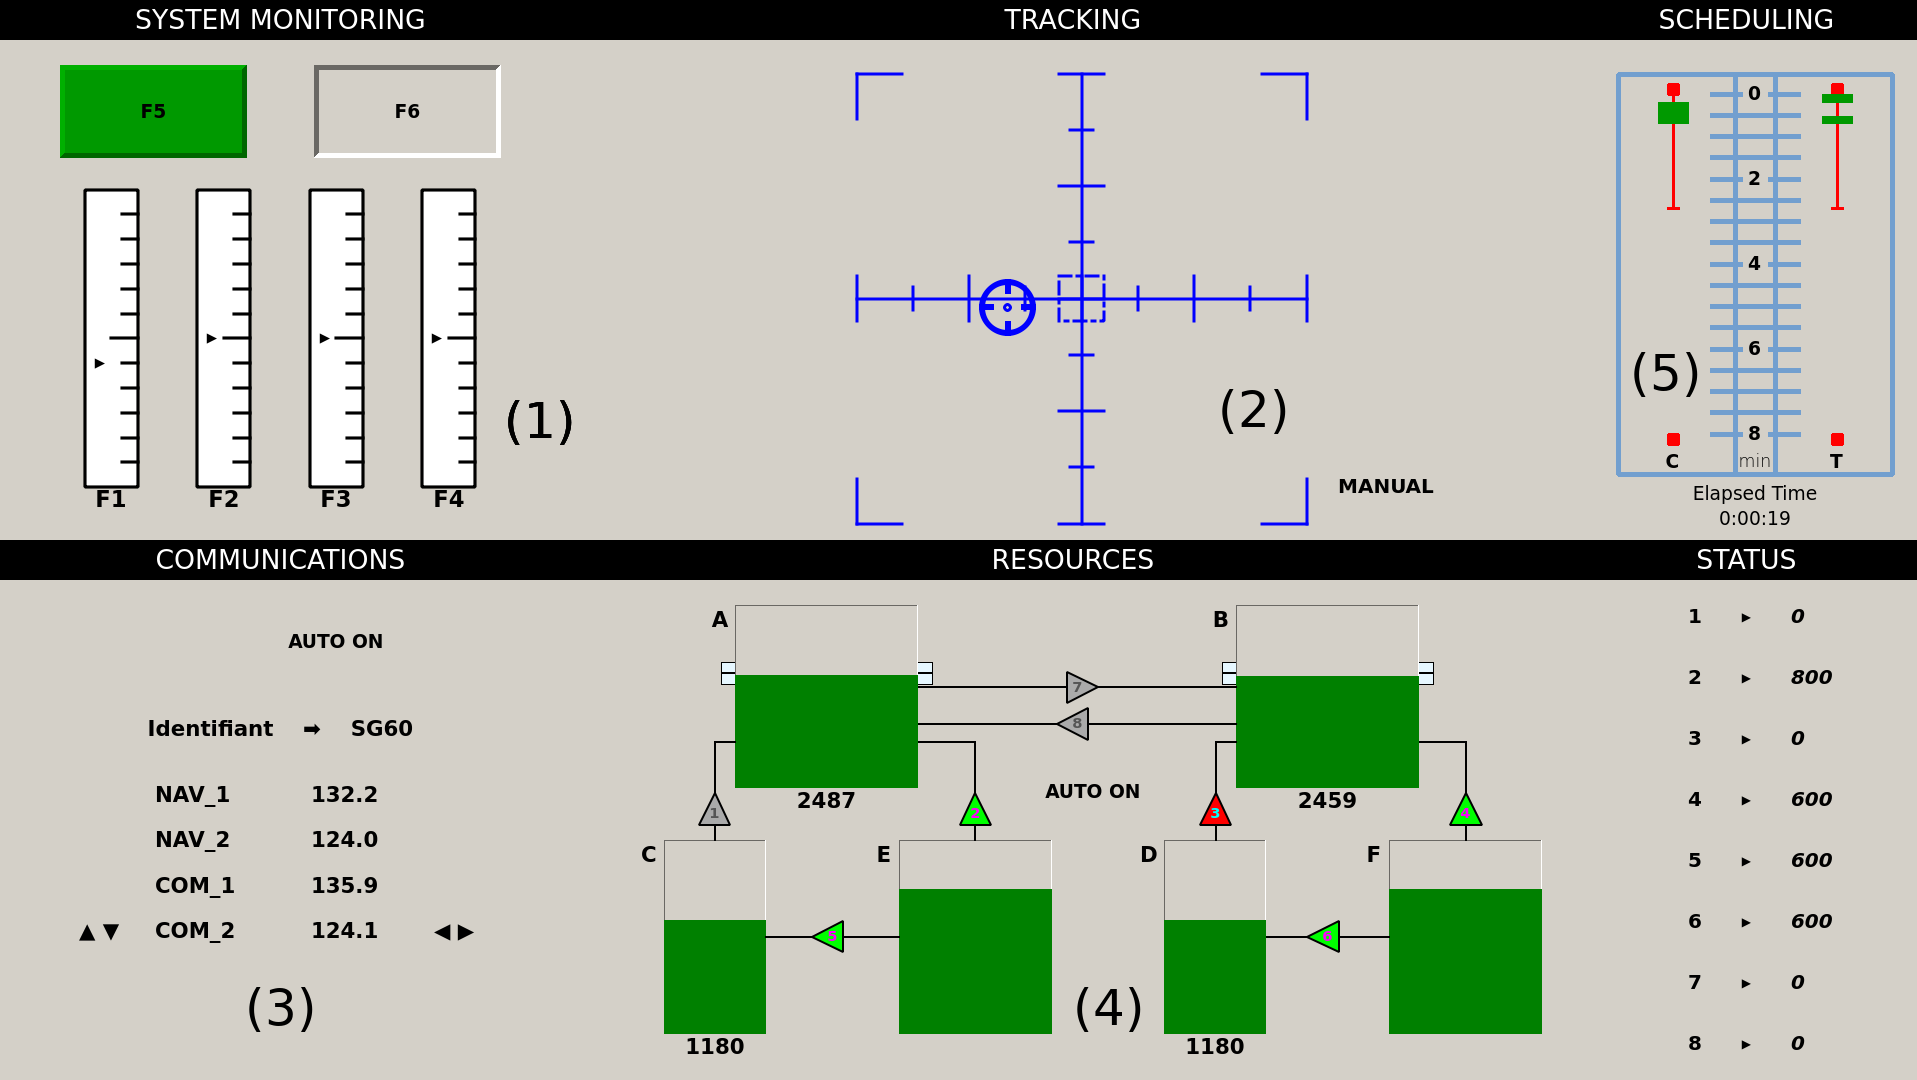 SYSTEM MONITORING
F5
F6
F1
F2
F3
F4
(1)
TRACKING
(2)
MANUAL
SCHEDULING
0
2
4
6
8
(5)
C
min
T
Elapsed Time
0:00:19
COMMUNICATIONS
AUTO ON
Identifiant ➡ SG60
NAV_1 132.2
NAV_2 124.0
COM_1 135.9
▲▼ COM_2 124.1 ◀▶
(3)
RESOURCES
A
B
7
8
2487
AUTO ON
2459
1
2
3
4
C
E
D
F
5
6
(4)
1180
1180
STATUS
1 ▸ 0
2 ▸ 800
3 ▸ 0
4 ▸ 600
5 ▸ 600
6 ▸ 600
7 ▸ 0
8 ▸ 0